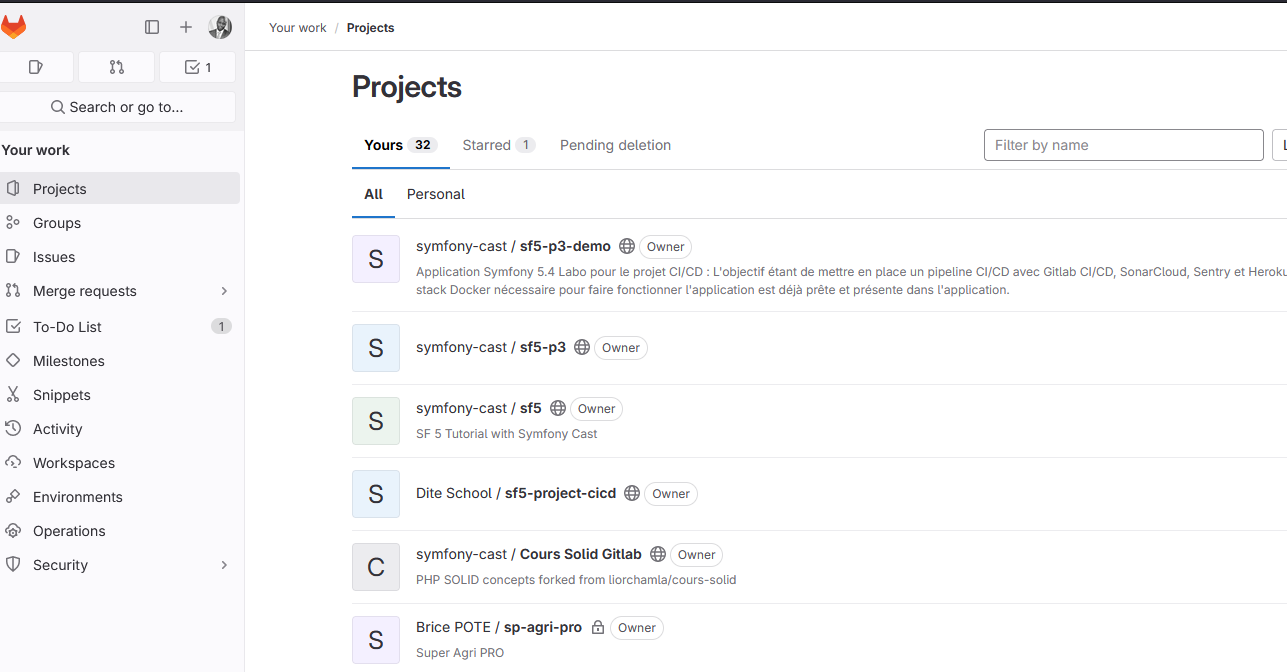 Your work / Projects
1
Search or go to...
Your work
Projects
Groups
Issues
Merge requests
To-Do List 1
Milestones
Snippets
Activity
Workspaces
Environments
Operations
Security
Projects
Yours 32 Starred 1 Pending deletion
Filter by name
All Personal
S
symfony-cast / sf5-p3-demo Owner
Application Symfony 5.4 Labo pour le projet CI/CD : L'objectif étant de mettre en place un pipeline CI/CD avec Gitlab CI/CD, SonarCloud, Sentry et
stack Docker nécessaire pour faire fonctionner l'application est déjà prête et présente dans l'application.
S
symfony-cast / sf5-p3 Owner
S
symfony-cast / sf5 Owner
SF 5 Tutorial with Symfony Cast
S
Dite School / sf5-project-cicd Owner
C
symfony-cast / Cours Solid Gitlab Owner
PHP SOLID concepts forked from liorchamla/cours-solid
S
Brice POTE / sp-agri-pro Owner
Super Agri PRO